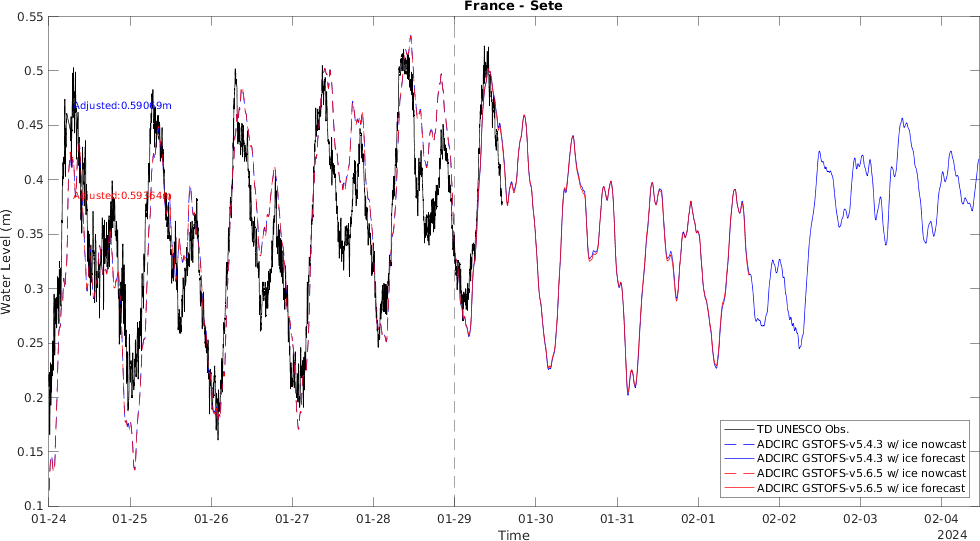 France - Sete
0.55
0.5
0.45
0.4
0.35
0.3
0.25
0.2
0.15
0.1
Water Level (m)
Adjusted:0.59069m
Adjusted:0.59364m
TD UNESCO Obs.
ADCIRC GSTOFS-v5.4.3 w/ ice nowcast
ADCIRC GSTOFS-v5.4.3 w/ ice forecast
ADCIRC GSTOFS-v5.6.5 w/ ice nowcast
ADCIRC GSTOFS-v5.6.5 w/ ice forecast
01-24 01-25 01-26 01-27 01-28 01-29 01-30 01-31 02-01 02-02 02-03 02-04
Time
2024